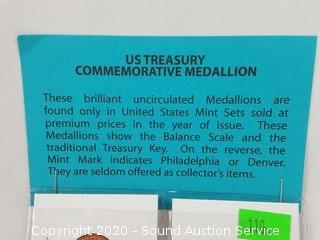 US TREASURY
COMMEMORATIVE MEDALLION
These brilliant uncirculated Medallions are
found only in United States Mint Sets sold at
premium prices in the year of issue. These
Medallions show the Balance Scale and the
traditional Treasury Key. On the reverse, the
Mint Mark indicates Philadelphia or Denver.
They are seldom offered as collector's items.
110
Copyright 2020 - Sound Auction Service